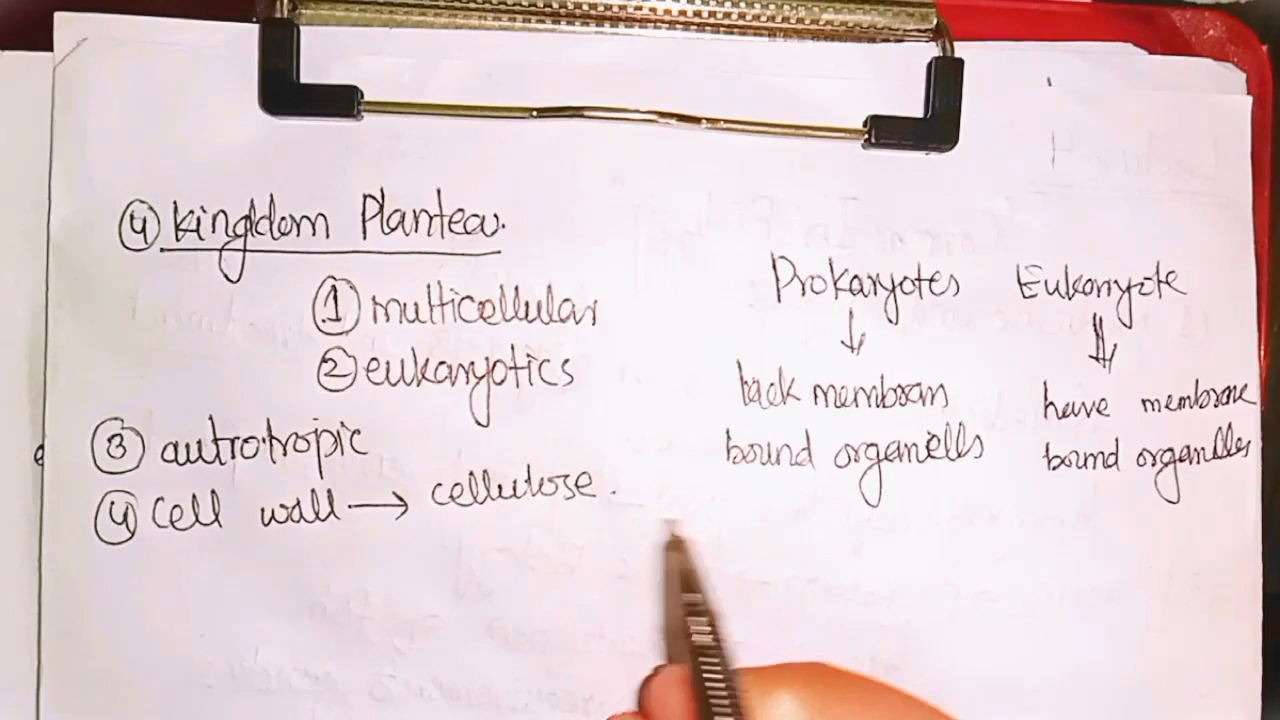 ④ Kingdom Plantea.
① multicellular
② eukaryotics
③ autrotropic
④ Cell wall → cellulose.
Prokaryotes
↓
lack membran
bound organells
Eukaryote
⇓
have membrane
bound organelles